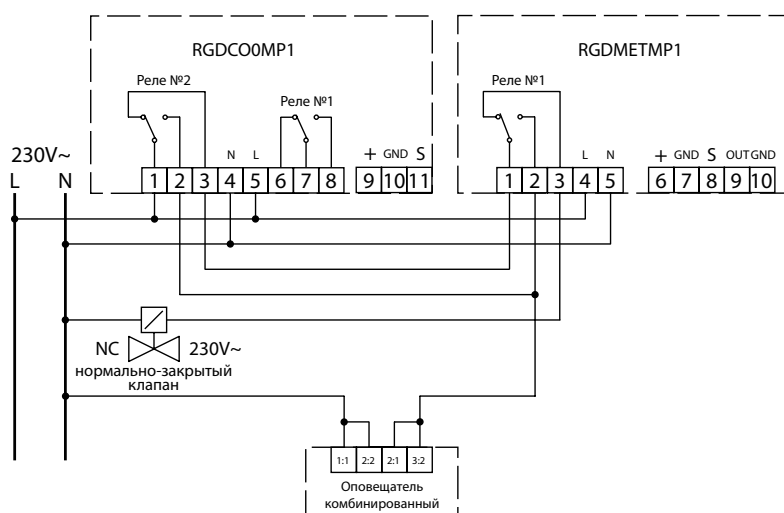 RGDCO0MP1
RGDMETMP1
Реле №2
Реле №1
Реле №1
230V~
L N
N L + GND S
1 2 3 4 5 6 7 8 9 10 11
L N + GND S OUT GND
1 2 3 4 5 6 7 8 9 10
NC 230V~
нормально-закрытый
клапан
1:1 2:2 2:1 3:2
Оповещатель
комбинированный